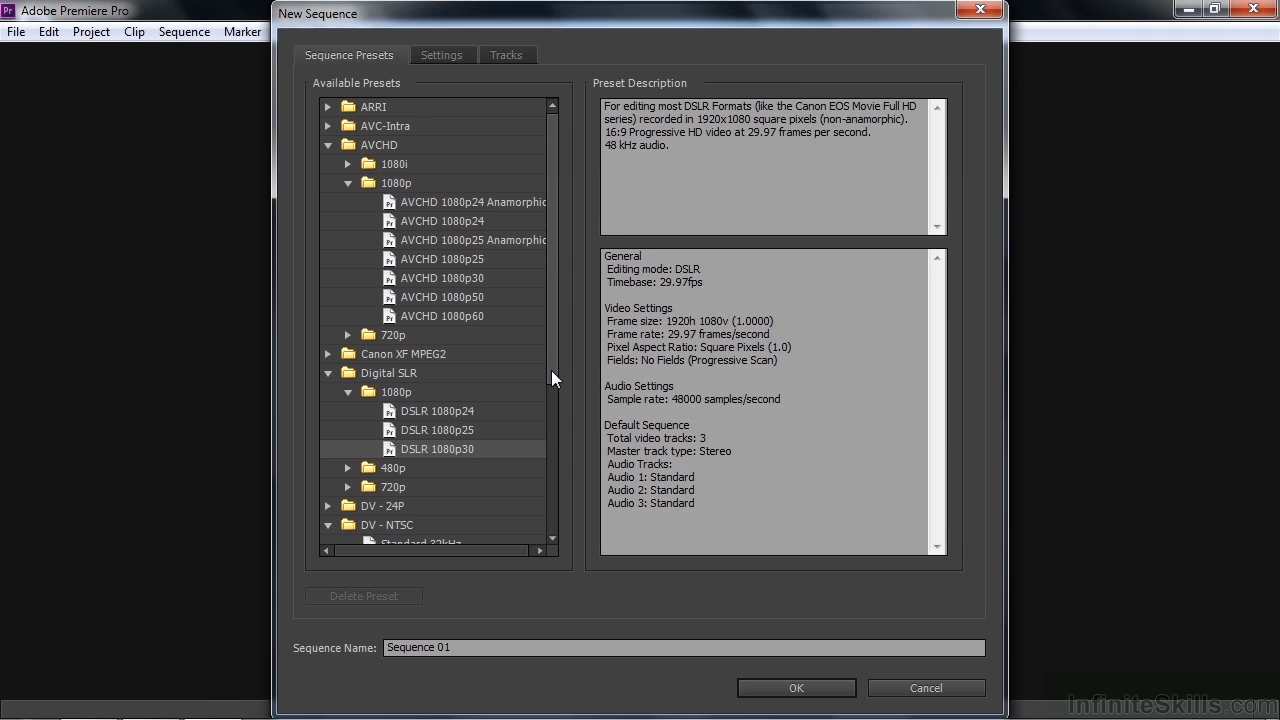 Pr Adobe Premiere Pro
New Sequence
File Edit Project Clip Sequence Marker
Sequence Presets Settings Tracks
Available Presets
ARRI
AVC-Intra
AVCHD
1080i
1080p
AVCHD 1080p24 Anamorphic
AVCHD 1080p24
AVCHD 1080p25 Anamorphic
AVCHD 1080p25
AVCHD 1080p30
AVCHD 1080p50
AVCHD 1080p60
720p
Canon XF MPEG2
Digital SLR
1080p
DSLR 1080p24
DSLR 1080p25
DSLR 1080p30
480p
720p
DV - 24P
DV - NTSC
Standard 32kHz
Delete Preset
Preset Description
For editing most DSLR Formats (like the Canon EOS Movie Full HD
series) recorded in 1920x1080 square pixels (non-anamorphic).
16:9 Progressive HD video at 29.97 frames per second.
48 kHz audio.
General
Editing mode: DSLR
Timebase: 29.97fps
Video Settings
Frame size: 1920h 1080v (1.0000)
Frame rate: 29.97 frames/second
Pixel Aspect Ratio: Square Pixels (1.0)
Fields: No Fields (Progressive Scan)
Audio Settings
Sample rate: 48000 samples/second
Default Sequence
Total video tracks: 3
Master track type: Stereo
Audio Tracks:
Audio 1: Standard
Audio 2: Standard
Audio 3: Standard
Sequence Name: Sequence 01
OK Cancel
InfiniteSkills.com